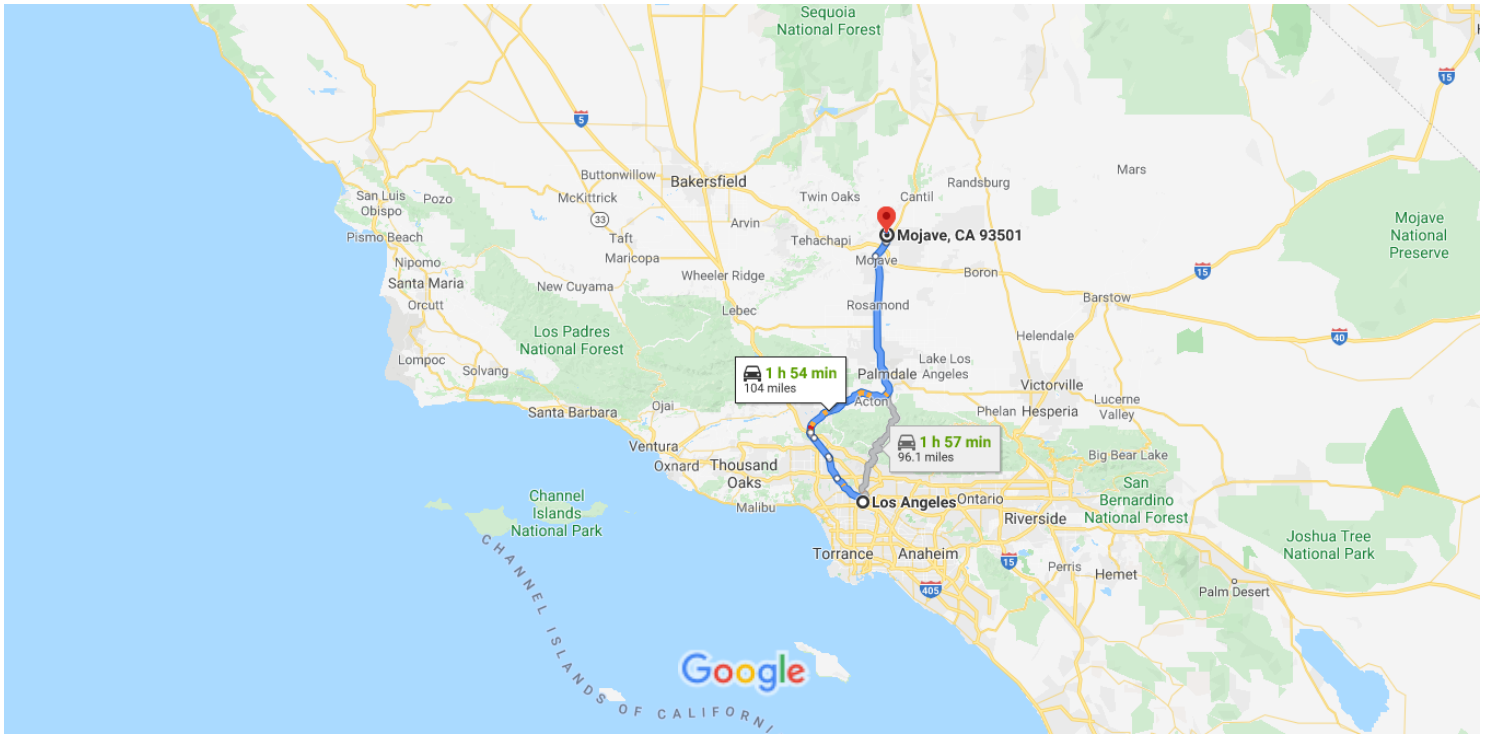 Sequoia
National Forest
15
5
Mars
Buttonwillow
Bakersfield
Randsburg
McKittrick
Twin Oaks
Cantil
San Luis
Obispo
Pozo
33
Arvin
Mojave
National
Preserve
Pismo Beach
Taft
Tehachapi
Mojave, CA 93501
Maricopa
Nipomo
Mojave
Santa Maria
Wheeler Ridge
Boron
15
New Cuyama
Orcutt
Lebec
Rosamond
Barstow
Los Padres
National Forest
Helendale
40
Lompoc
Solvang
1 h 54 min
104 miles
Palmdale
Lake Los
Angeles
Victorville
Santa Barbara
Ojai
Acton
Phelan
Hesperia
Lucerne
Valley
Ventura
1 h 57 min
96.1 miles
Big Bear Lake
Oxnard
Thousand
Oaks
Channel
Islands
National Park
Malibu
Los Angeles
Ontario
San
Bernardino
National Forest
Riverside
Torrance
Anaheim
15
Perris
Hemet
Joshua Tree
National Park
405
Palm Desert
Google
CHANNEL ISLANDS OF CALIFORNI